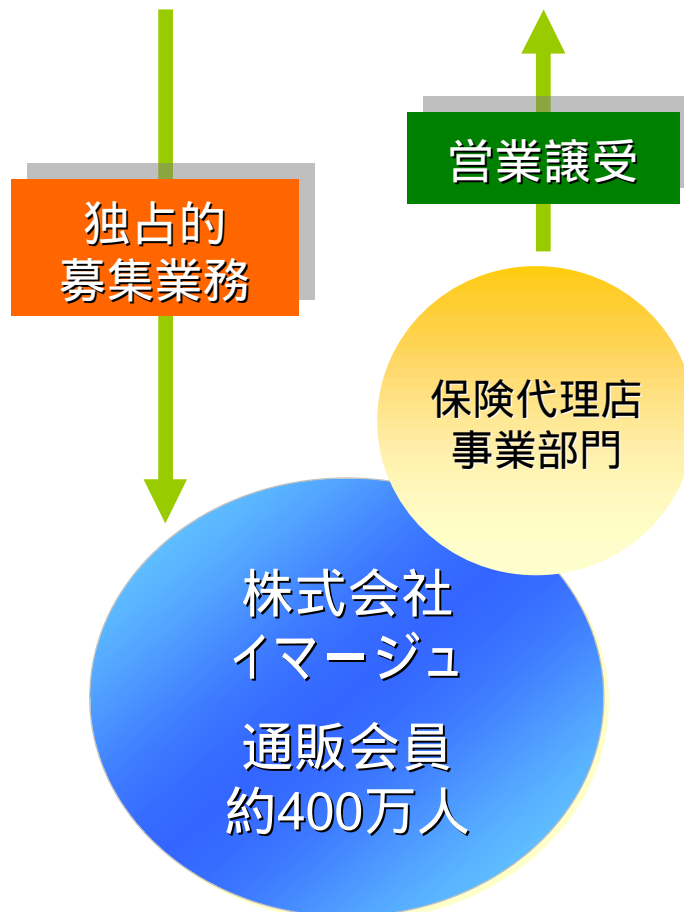 営業譲受
独占的
募集業務
保険代理店
事業部門
株式会社
イマージュ
通販会員
約400万人